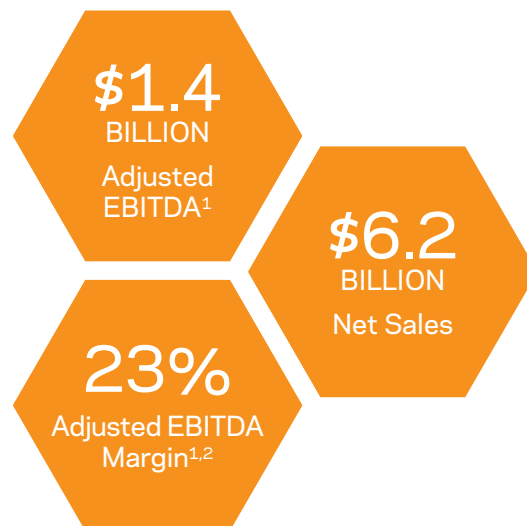 $1.4
BILLION
Adjusted
EBITDA¹
$6.2
BILLION
Net Sales
23%
Adjusted EBITDA
Margin¹,²